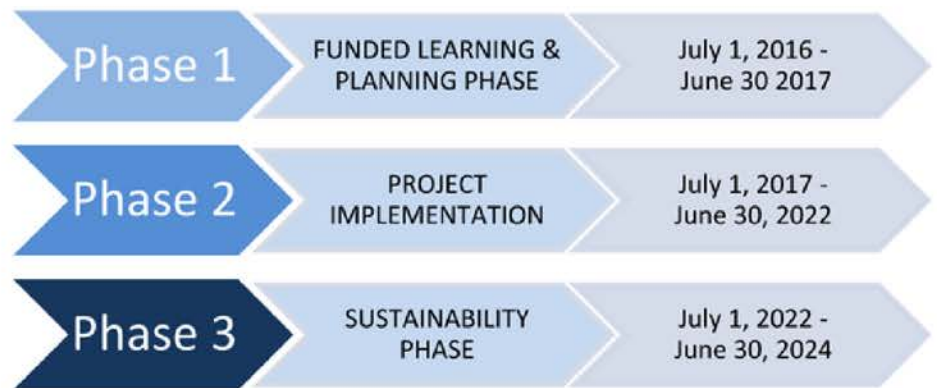 Phase 1
FUNDED LEARNING &
PLANNING PHASE
July 1, 2016 -
June 30 2017
Phase 2
PROJECT
IMPLEMENTATION
July 1, 2017 -
June 30, 2022
Phase 3
SUSTAINABILITY
PHASE
July 1, 2022 -
June 30, 2024